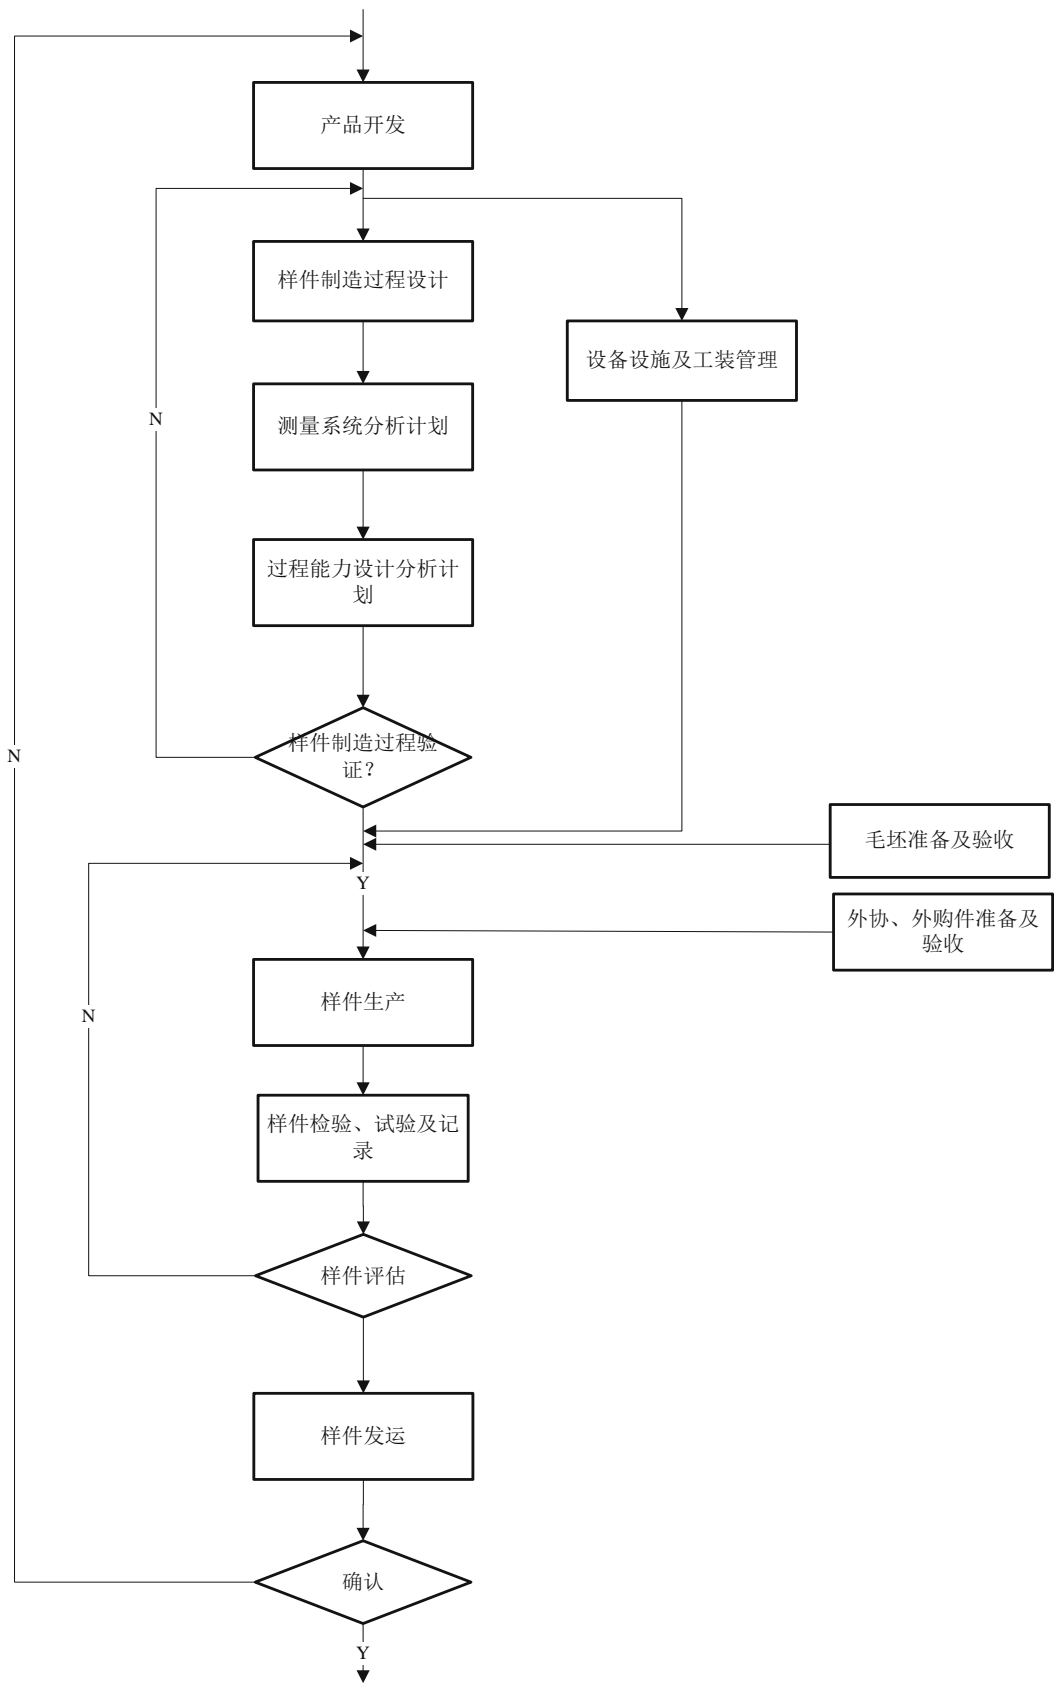 产品开发
样件制造过程设计
设备设施及工装管理
N
测量系统分析计划
过程能力设计分析计
划
样件制造过程验
证?
N
毛坯准备及验收
Y
外协、外购件准备及
验收
样件生产
N
样件检验、试验及记
录
样件评估
样件发运
确认
Y